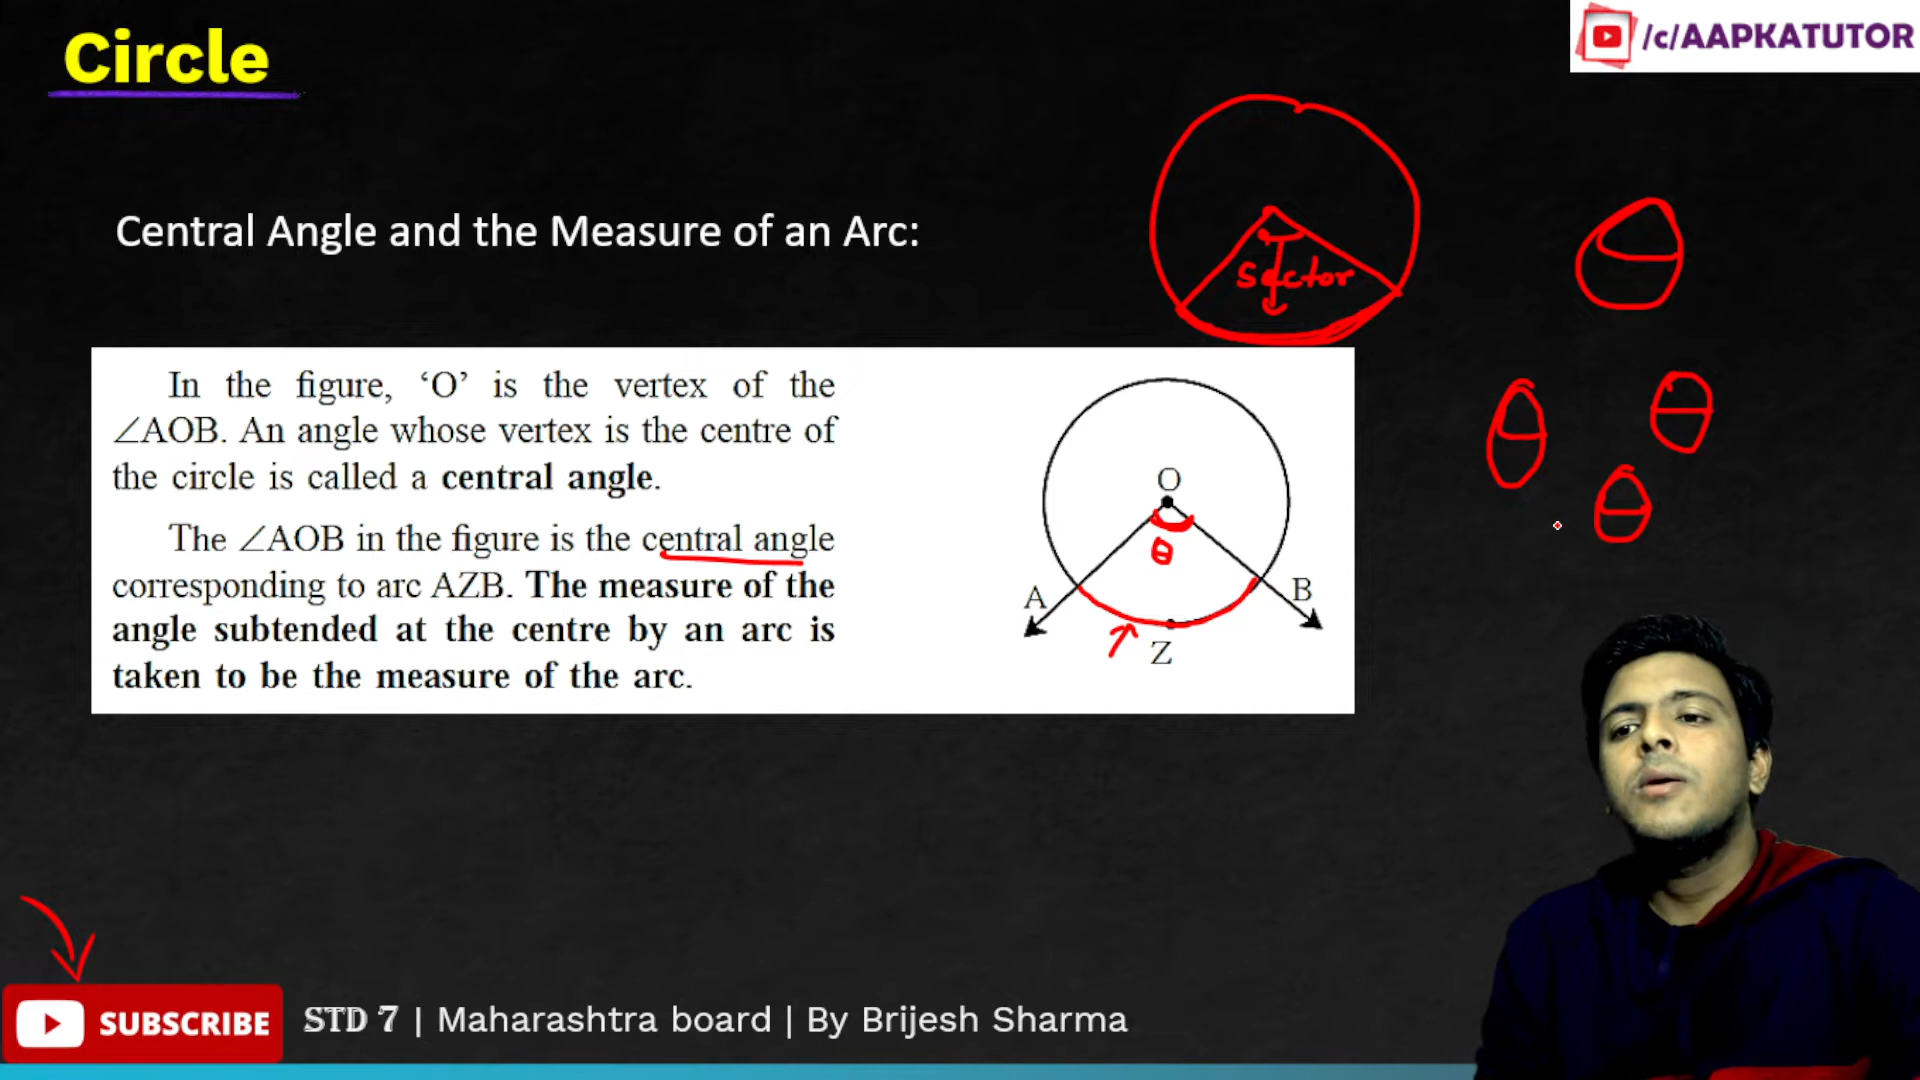 Circle
/c/AAPKATUTOR
Central Angle and the Measure of an Arc:
sector
θ
θ
θ
θ
In the figure, ‘O’ is the vertex of the
∠AOB. An angle whose vertex is the centre of
the circle is called a central angle.
The ∠AOB in the figure is the central angle
corresponding to arc AZB. The measure of the
angle subtended at the centre by an arc is
taken to be the measure of the arc.
O
θ
A
B
Z
SUBSCRIBE
STD 7 | Maharashtra board | By Brijesh Sharma